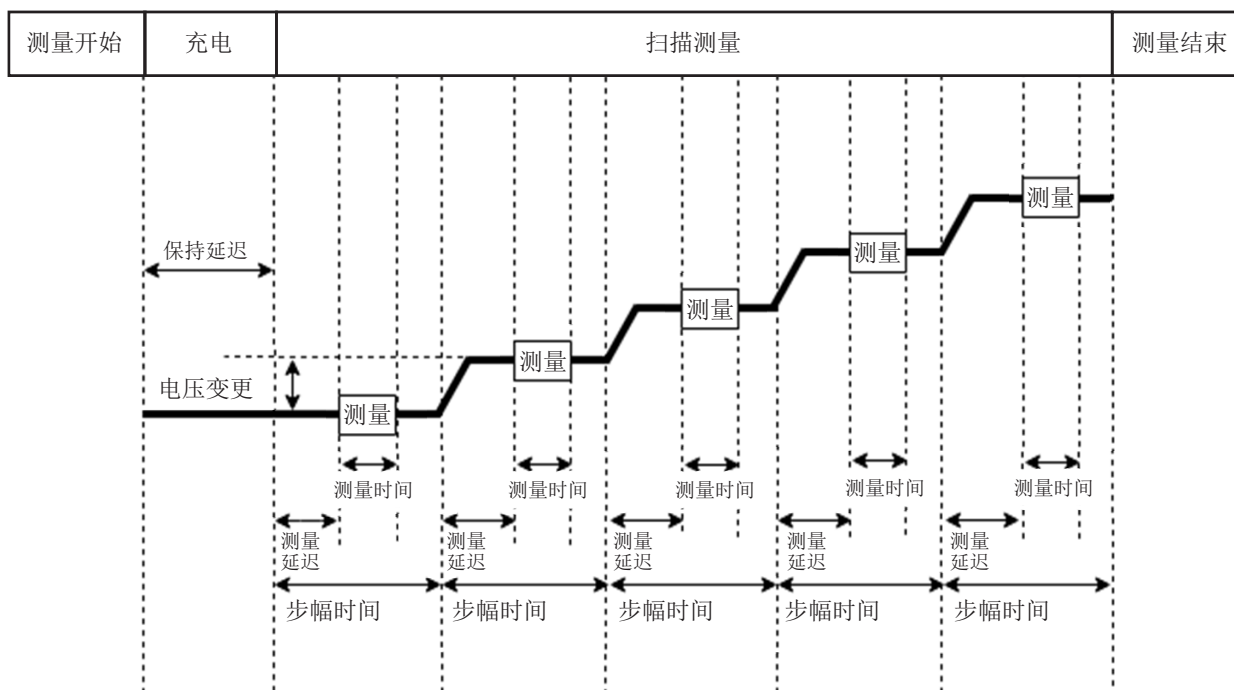 测量开始
充电
扫描测量
测量结束
保持延迟
电压变更
测量
测量
测量
测量
测量
测量时间
测量时间
测量时间
测量时间
测量时间
测量
延迟
测量
延迟
测量
延迟
测量
延迟
测量
延迟
步幅时间
步幅时间
步幅时间
步幅时间
步幅时间